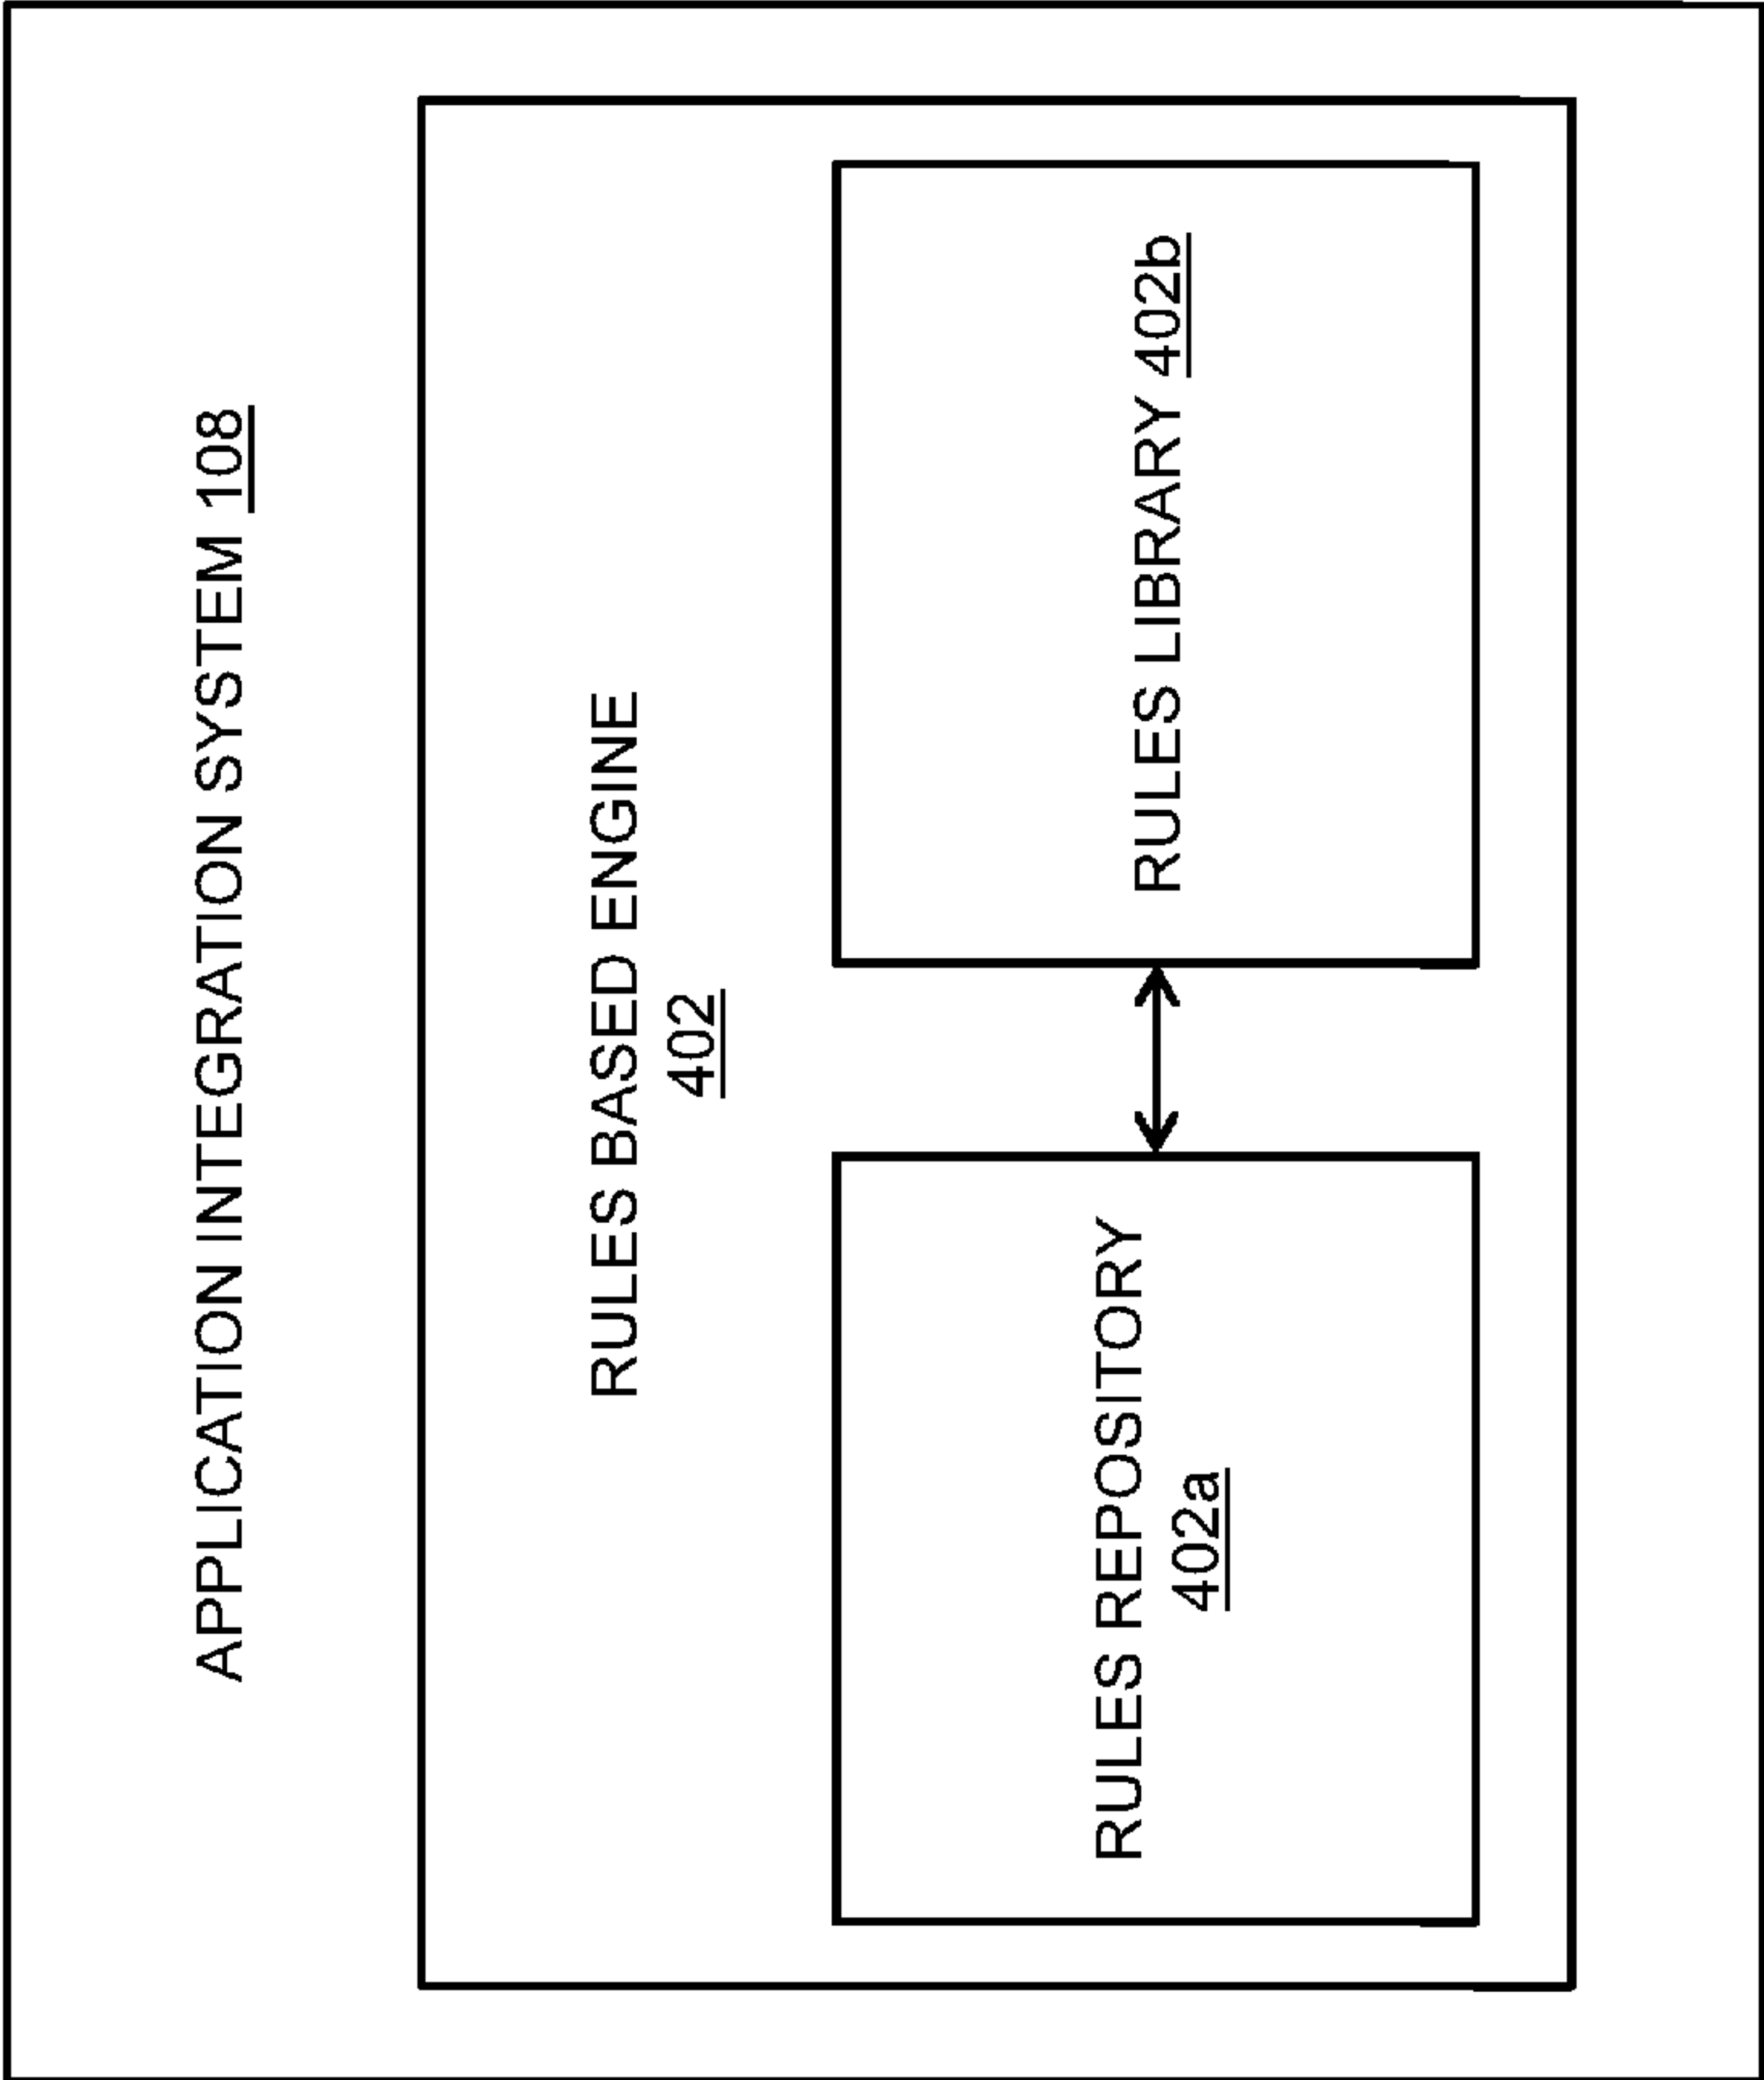 APPLICATION INTEGRATION SYSTEM 108
RULES BASED ENGINE
402
RULES REPOSITORY
402a
RULES LIBRARY 402b